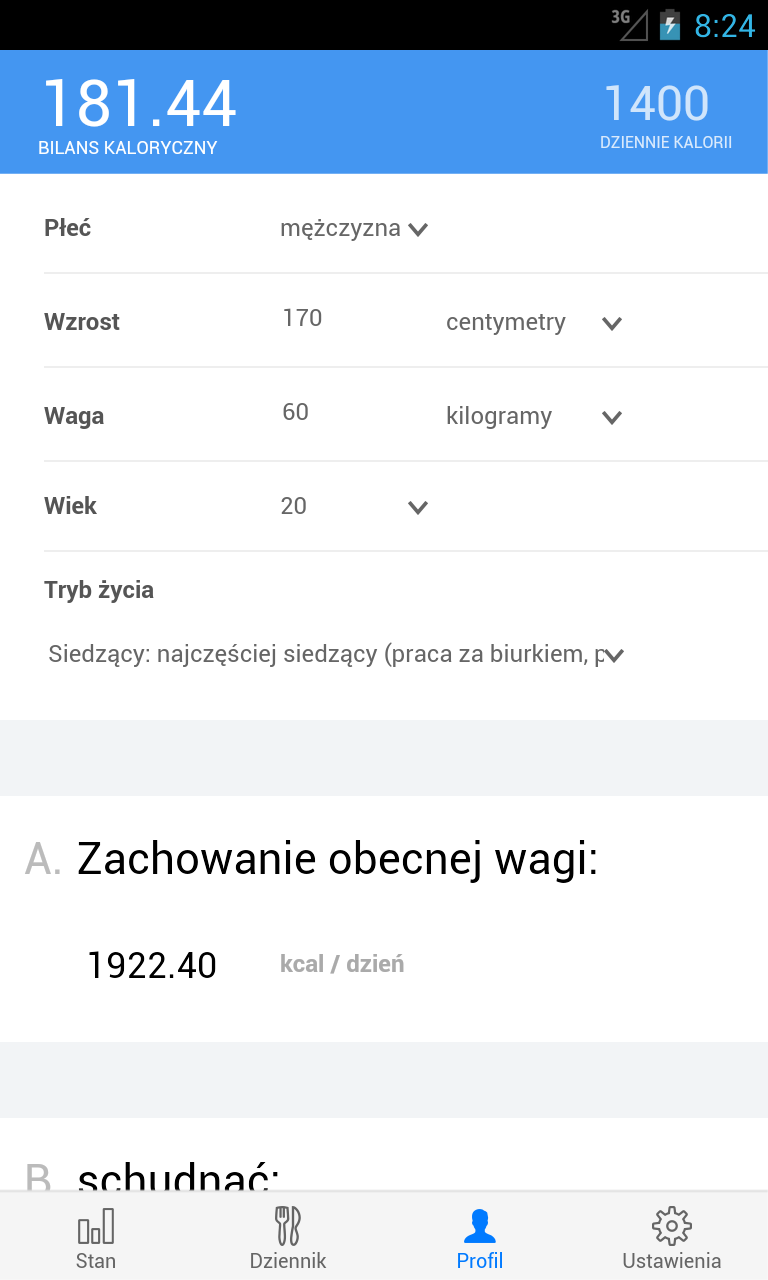 3G 8:24
181.44 1400
BILANS KALORYCZNY DZIENNIE KALORII
Płeć mężczyzna
Wzrost 170 centymetry
Waga 60 kilogramy
Wiek 20
Tryb życia
Siedzący: najczęściej siedzący (praca za biurkiem, p
A. Zachowanie obecnej wagi:
1922.40 kcal / dzień
B. schudnąć:
Stan Dziennik Profil Ustawienia